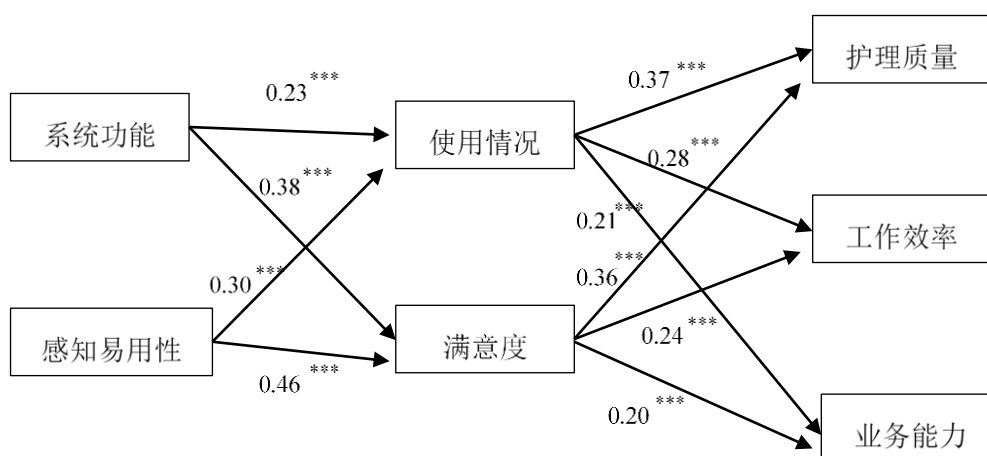 护理质量
0.37 ***
0.23 ***
系统功能
使用情况
0.28 ***
0.38 ***
0.21 ***
工作效率
0.30 ***
0.36 ***
感知易用性
满意度
0.24 ***
0.46 ***
0.20 ***
业务能力